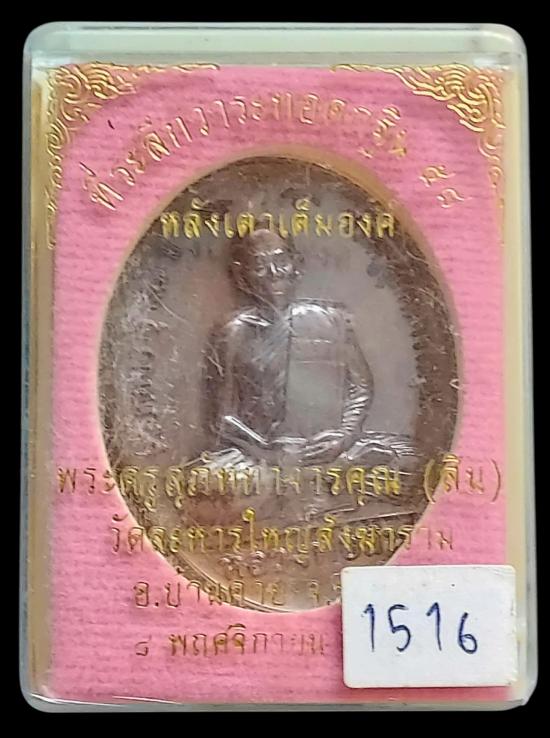 ที่ระลึกวาระทอดกฐิน ๕๕
หลังเต่าเต็มองค์
พระครูสุภัททาจารคุณ (สิน)
วัดละหารใหญ่สังฆาราม
อ.บ้านค่าย จ.
๘ พฤศจิกายน
1516